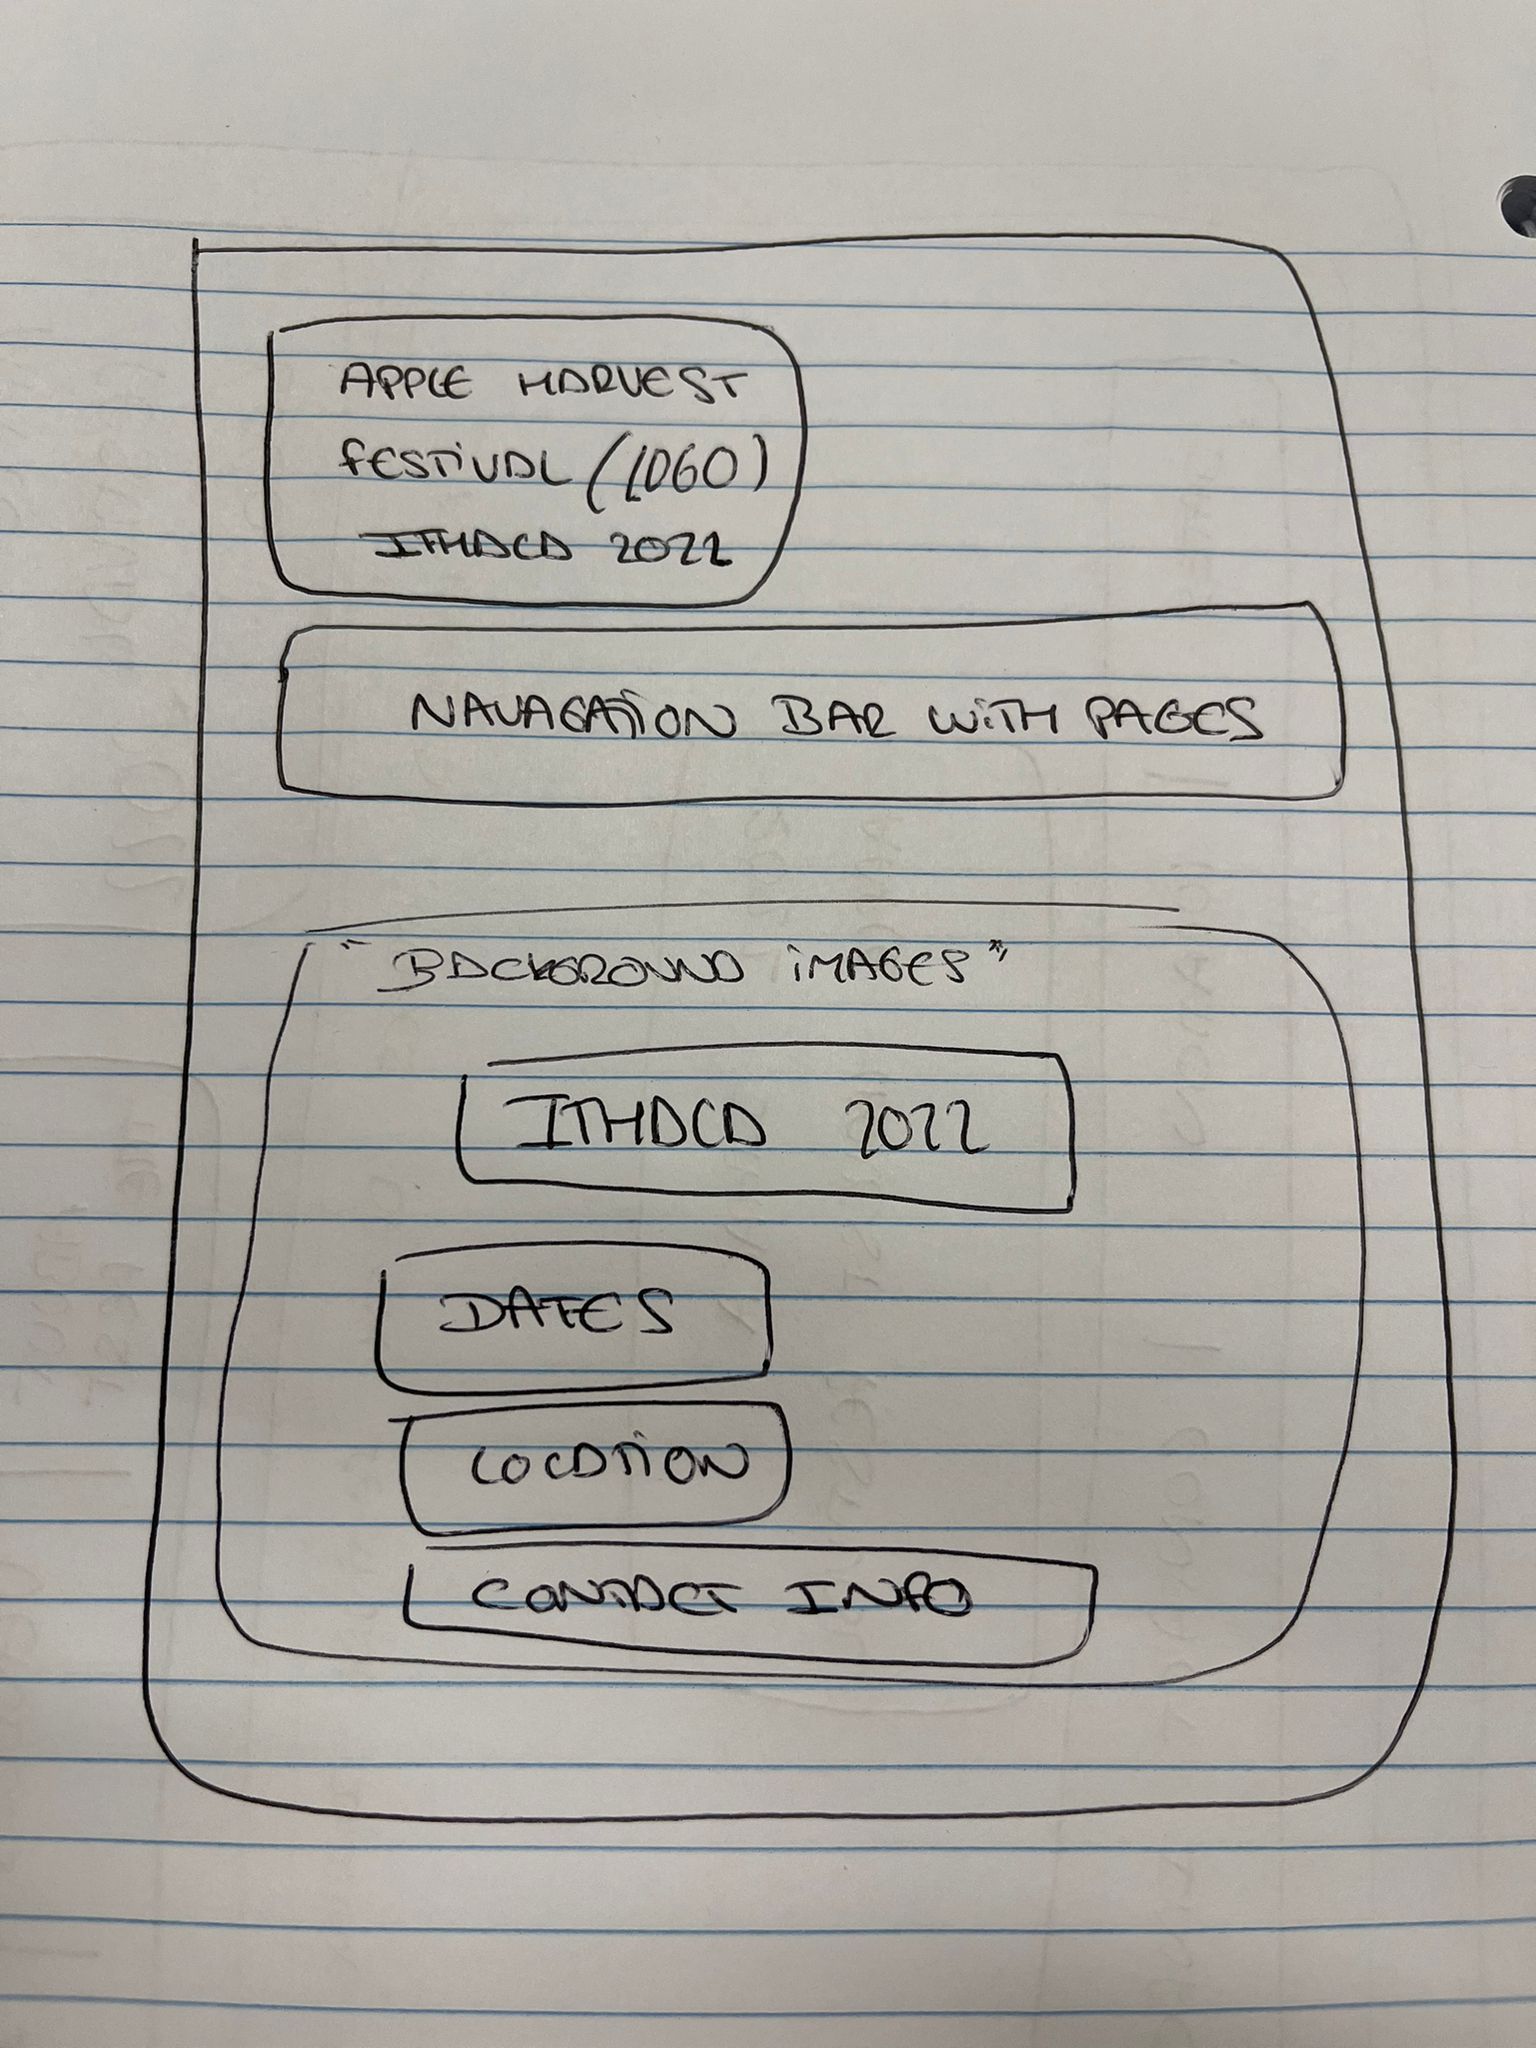 APPLE HARVEST
FESTIVAL (LOGO)
ITHACA 2022
NAVAGATION BAR WITH PAGES
"BACKGROUND IMAGES"
ITHACA 2022
DATES
LOCATION
CONTACT INFO